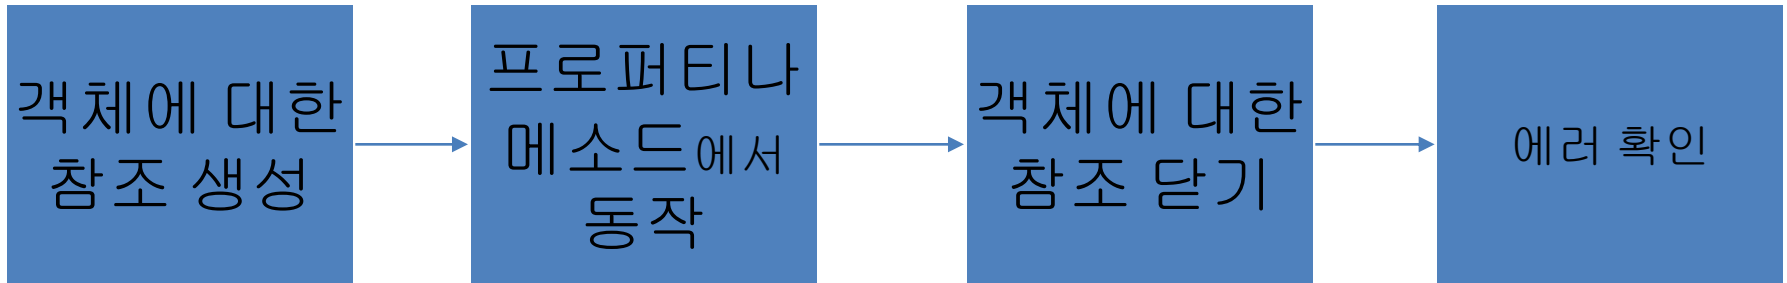 객체에 대한
참조 생성
프로퍼티나
메소드에서
동작
객체에 대한
참조 닫기
에러 확인